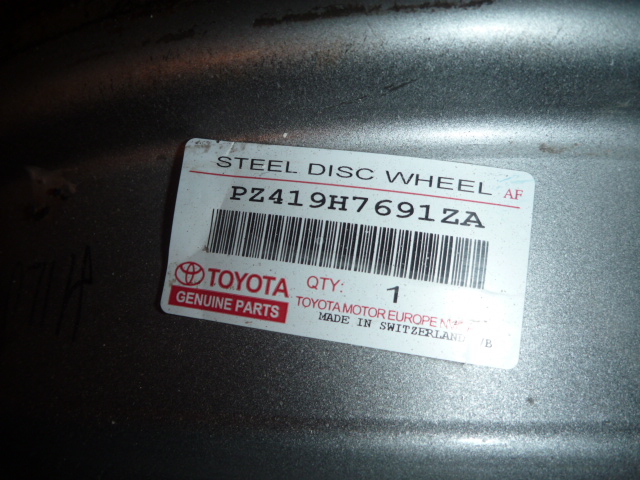 STEEL DISC WHEEL AF
PZ419H7691ZA
TOYOTA
GENUINE PARTS
QTY: 1
TOYOTA MOTOR EUROPE
MADE IN SWITZERLAND